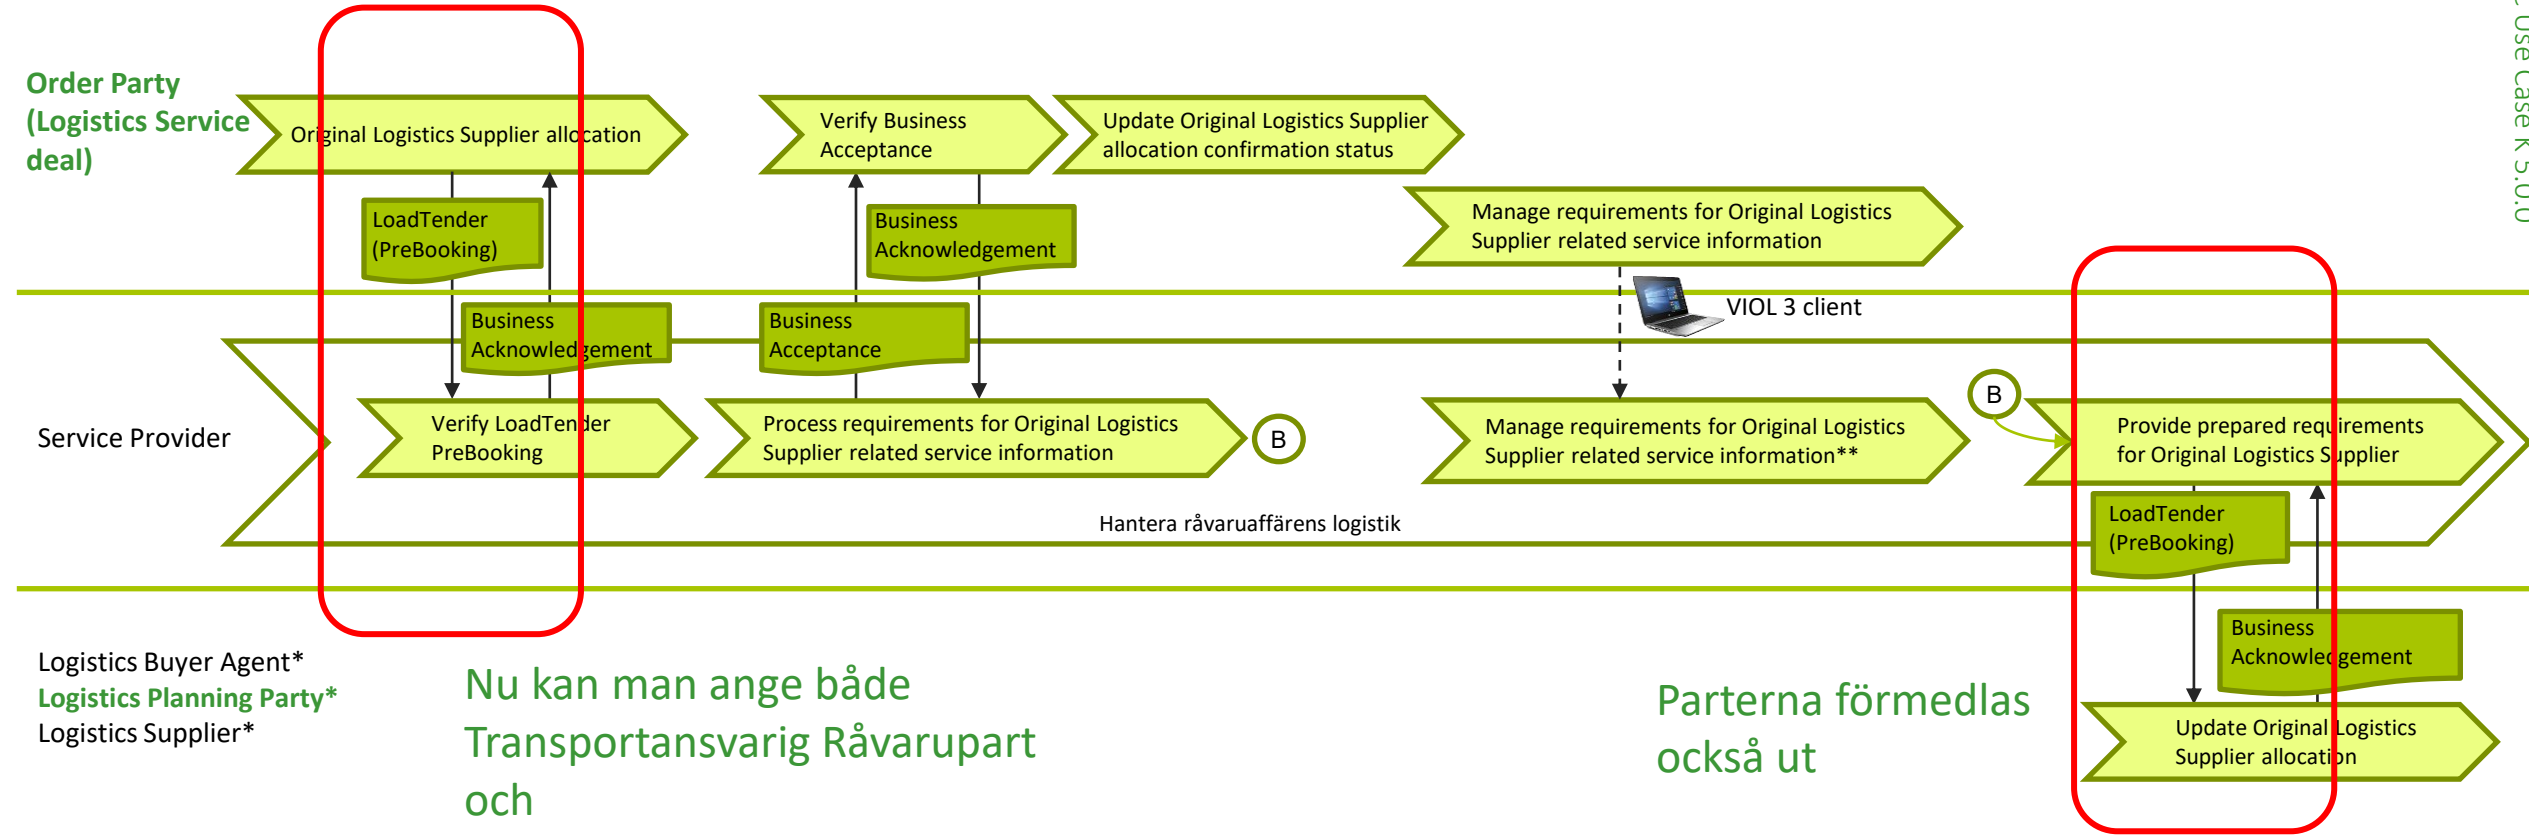 Use Case R 5.0.0
Order Party
(Logistics Service
deal)
Original Logistics Supplier allocation
Verify Business
Acceptance
Update Original Logistics Supplier
allocation confirmation status
LoadTender
(PreBooking)
Business
Acknowledgement
Manage requirements for Original Logistics
Supplier related service information
VIOL 3 client
Business
Acknowledgement
Business
Acceptance
Service Provider
Verify LoadTender
PreBooking
Process requirements for Original Logistics
Supplier related service information
B
Manage requirements for Original Logistics
Supplier related service information**
B
Provide prepared requirements
for Original Logistics Supplier
Hantera råvaruaffärens logistik
LoadTender
(PreBooking)
Business
Acknowledgement
Logistics Buyer Agent*
Logistics Planning Party*
Logistics Supplier*
Nu kan man ange både
Transportansvarig Råvarupart
och
Parterna förmedlas
också ut
Update Original Logistics
Supplier allocation